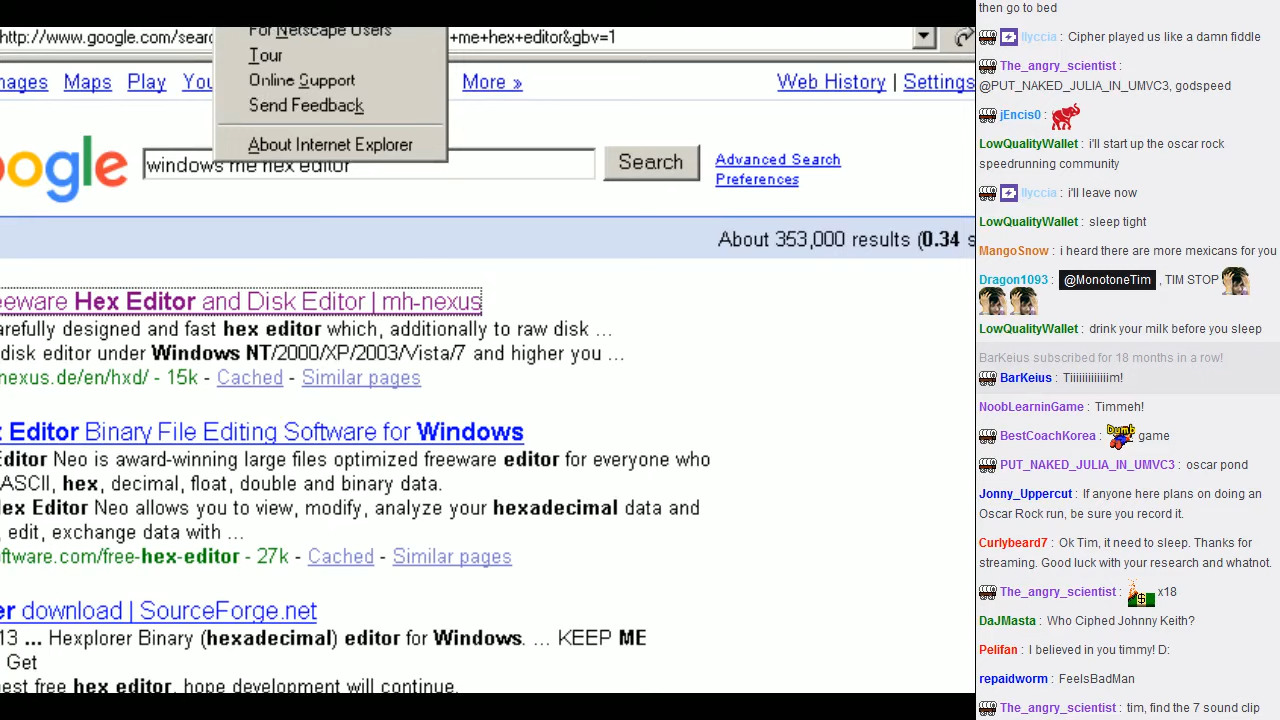 For Netscape Users
http://www.google.com/sear
+me+hex+editor&gbv=1
Tour
mages Maps Play You
Online Support
More »
Web History | Settings
Send Feedback
About Internet Explorer
oogle
windows me hex editor
Search
Advanced Search
Preferences
About 353,000 results (0.34 s
eeware Hex Editor and Disk Editor | mh-nexus
arefully designed and fast hex editor which, additionally to raw disk ...
disk editor under Windows NT/2000/XP/2003/Vista/7 and higher you ...
nexus.de/en/hxd/ - 15k - Cached - Similar pages
x Editor Binary File Editing Software for Windows
Editor Neo is award-winning large files optimized freeware editor for everyone who
ASCII, hex, decimal, float, double and binary data.
Hex Editor Neo allows you to view, modify, analyze your hexadecimal data and
, edit, exchange data with ...
oftware.com/free-hex-editor - 27k - Cached - Similar pages
er download | SourceForge.net
13 ... Hexplorer Binary (hexadecimal) editor for Windows. ... KEEP ME
Get
nest free hex editor, hope development will continue.
then go to bed
llyccia : Cipher played us like a damn fiddle
The_angry_scientist :
@PUT_NAKED_JULIA_IN_UMVC3, godspeed
jEncis0 :
LowQualityWallet : i'll start up the oscar rock
speedrunning community
llyccia : i'll leave now
LowQualityWallet : sleep tight
MangoSnow : i heard there are more mexicans for you
Dragon1093 : @MonotoneTim , TIM STOP
LowQualityWallet : drink your milk before you sleep
BarKeius subscribed for 18 months in a row!
BarKeius : Tiiiiiiiiiiiiim!
NoobLearninGame : Timmeh!
BestCoachKorea : Dumb game
PUT_NAKED_JULIA_IN_UMVC3 : oscar pond
Jonny_Uppercut : If anyone here plans on doing an
Oscar Rock run, be sure you record it.
Curlybeard7 : Ok Tim, it need to sleep. Thanks for
streaming. Good luck with your research and whatnot.
The_angry_scientist : x18
DaJMasta : Who Ciphed Johnny Keith?
Pelifan : I believed in you timmy! D:
repaidworm : FeelsBadMan
The_angry_scientist : tim, find the 7 sound clip